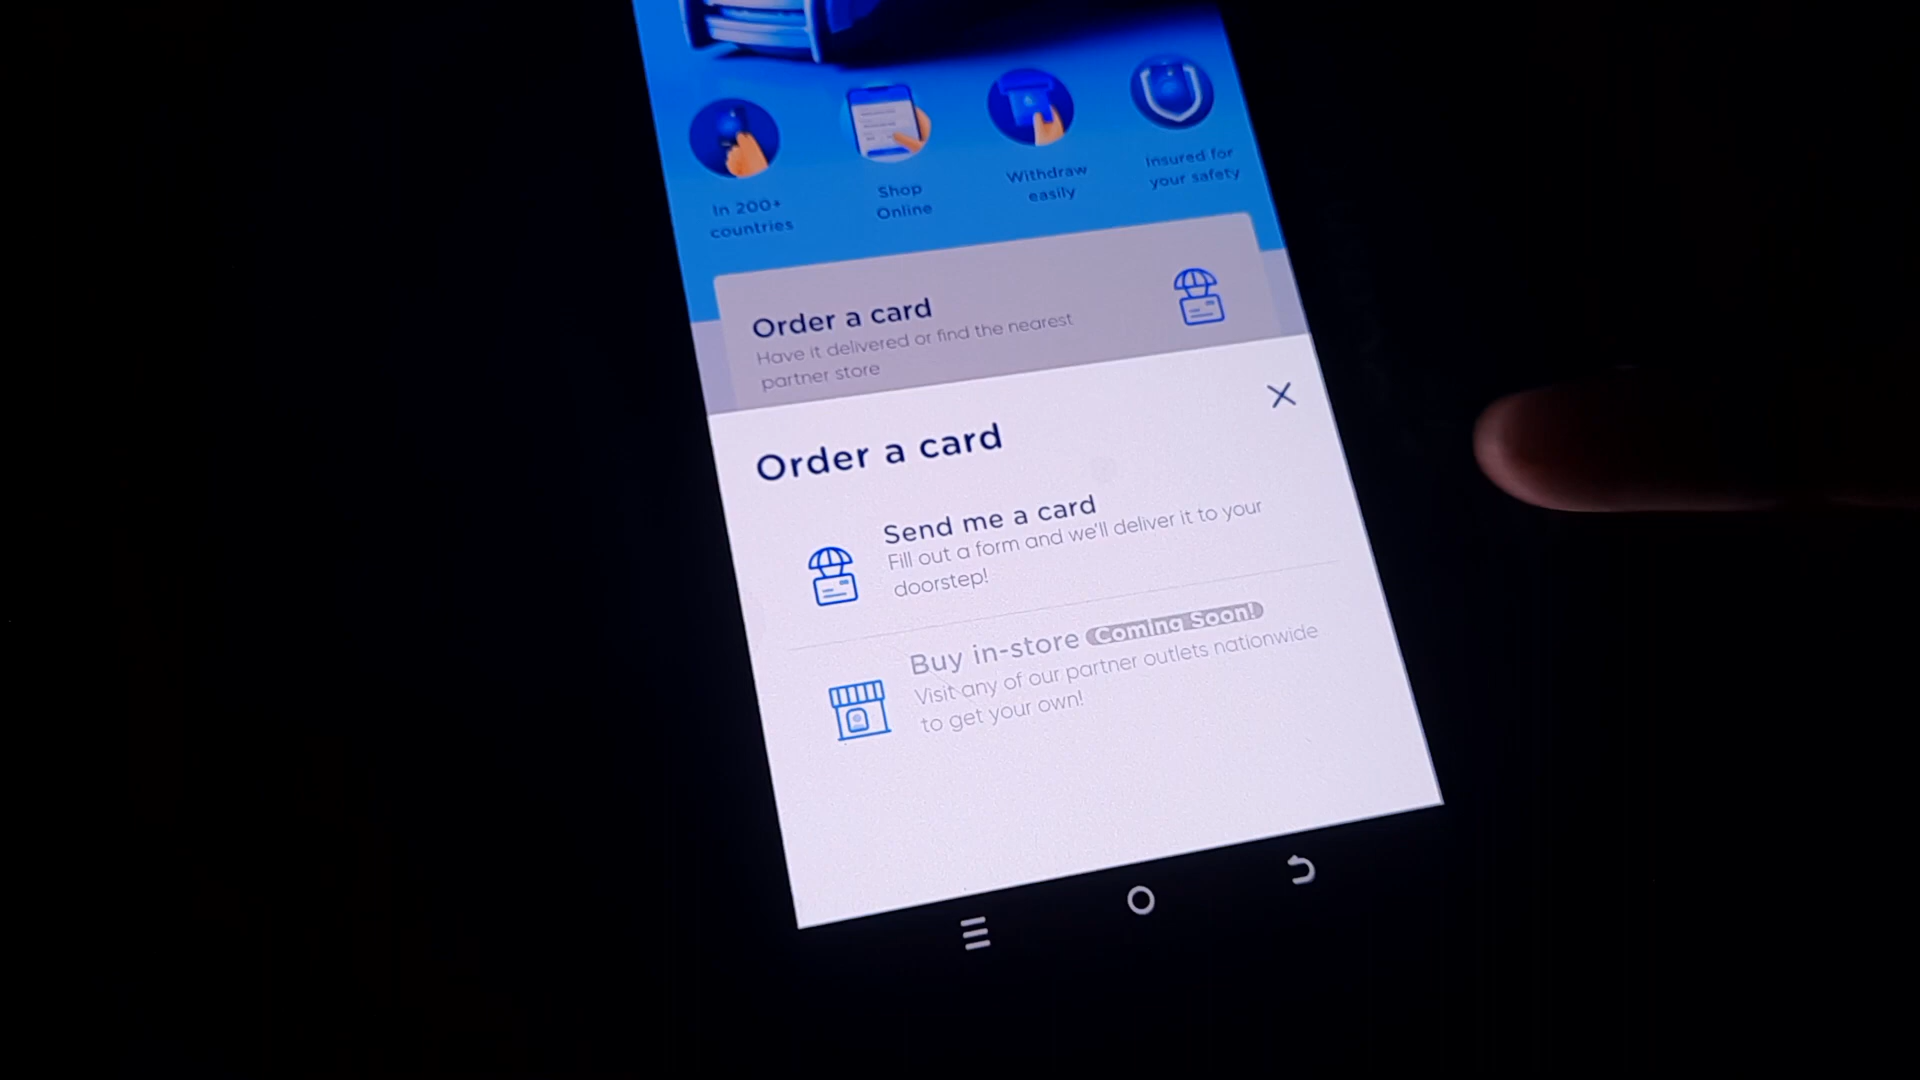 In 200+
countries
Shop
Online
Withdraw
easily
Insured for
your safety
Order a card
Have it delivered or find the nearest
partner store
Order a card
Send me a card
Fill out a form and we'll deliver it to your
doorstep!
Buy in-store Coming Soon!
Visit any of our partner outlets nationwide
to get your own!